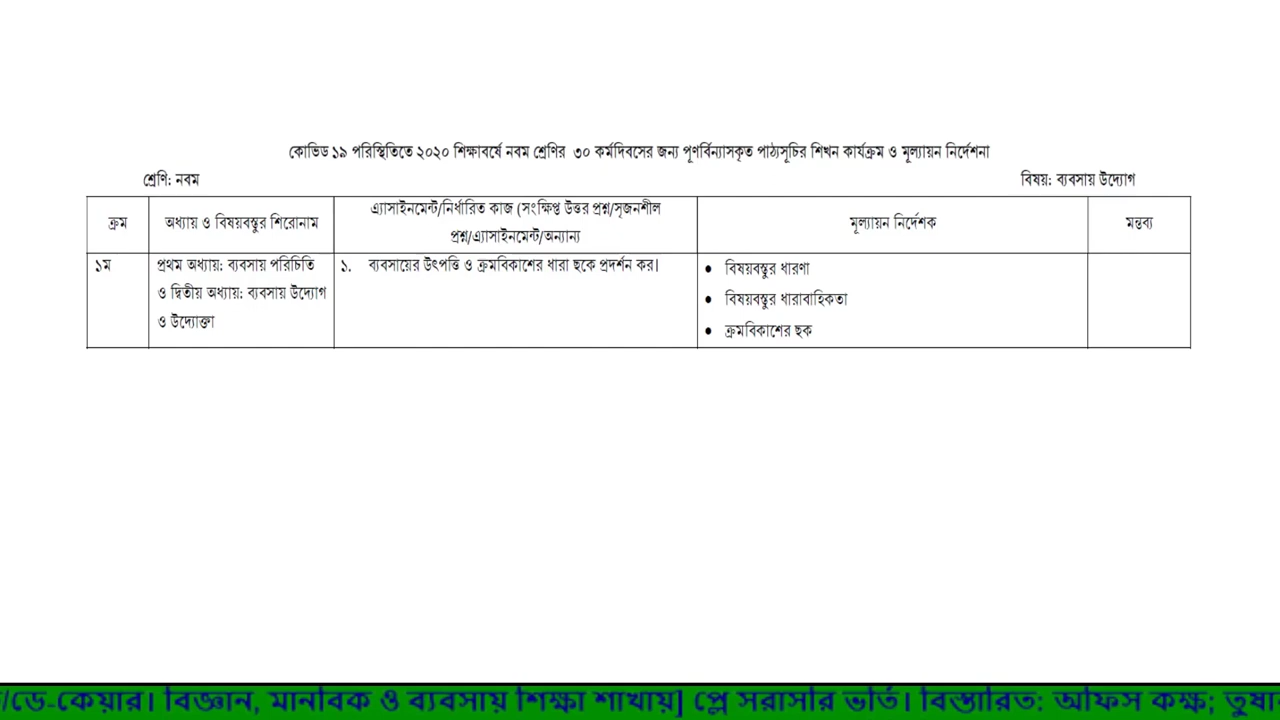 কোভিড ১৯ পরিস্থিতিতে ২০২০ শিক্ষাবর্ষে নবম শ্রেণির ৩০ কর্মদিবসের জন্য পূণর্বিন্যাসকৃত পাঠ্যসূচির শিখন কার্যক্রম ও মূল্যায়ন নির্দেশনা
শ্রেণি: নবম
বিষয়: ব্যবসায় উদ্যোগ
ক্রম
অধ্যায় ও বিষয়বস্তুর শিরোনাম
এ্যাসাইনমেন্ট/নির্ধারিত কাজ (সংক্ষিপ্ত উত্তর প্রশ্ন/সৃজনশীল
প্রশ্ন/এ্যাসাইনমেন্ট/অন্যান্য
মূল্যায়ন নির্দেশক
মন্তব্য
১ম
প্রথম অধ্যায়: ব্যবসায় পরিচিতি
ও দ্বিতীয় অধ্যায়: ব্যবসায় উদ্যোগ
ও উদ্যোক্তা
১. ব্যবসায়ের উৎপত্তি ও ক্রমবিকাশের ধারা ছকে প্রদর্শন কর।
• বিষয়বস্তুর ধারণা
• বিষয়বস্তুর ধারাবাহিকতা
• ক্রমবিকাশের ছক
/ডে-কেয়ার। বিজ্ঞান, মানবিক ও ব্যবসায় শিক্ষা শাখায়] প্লে সরাসরি ভর্তি। বিস্তারিত: অফিস কক্ষ;